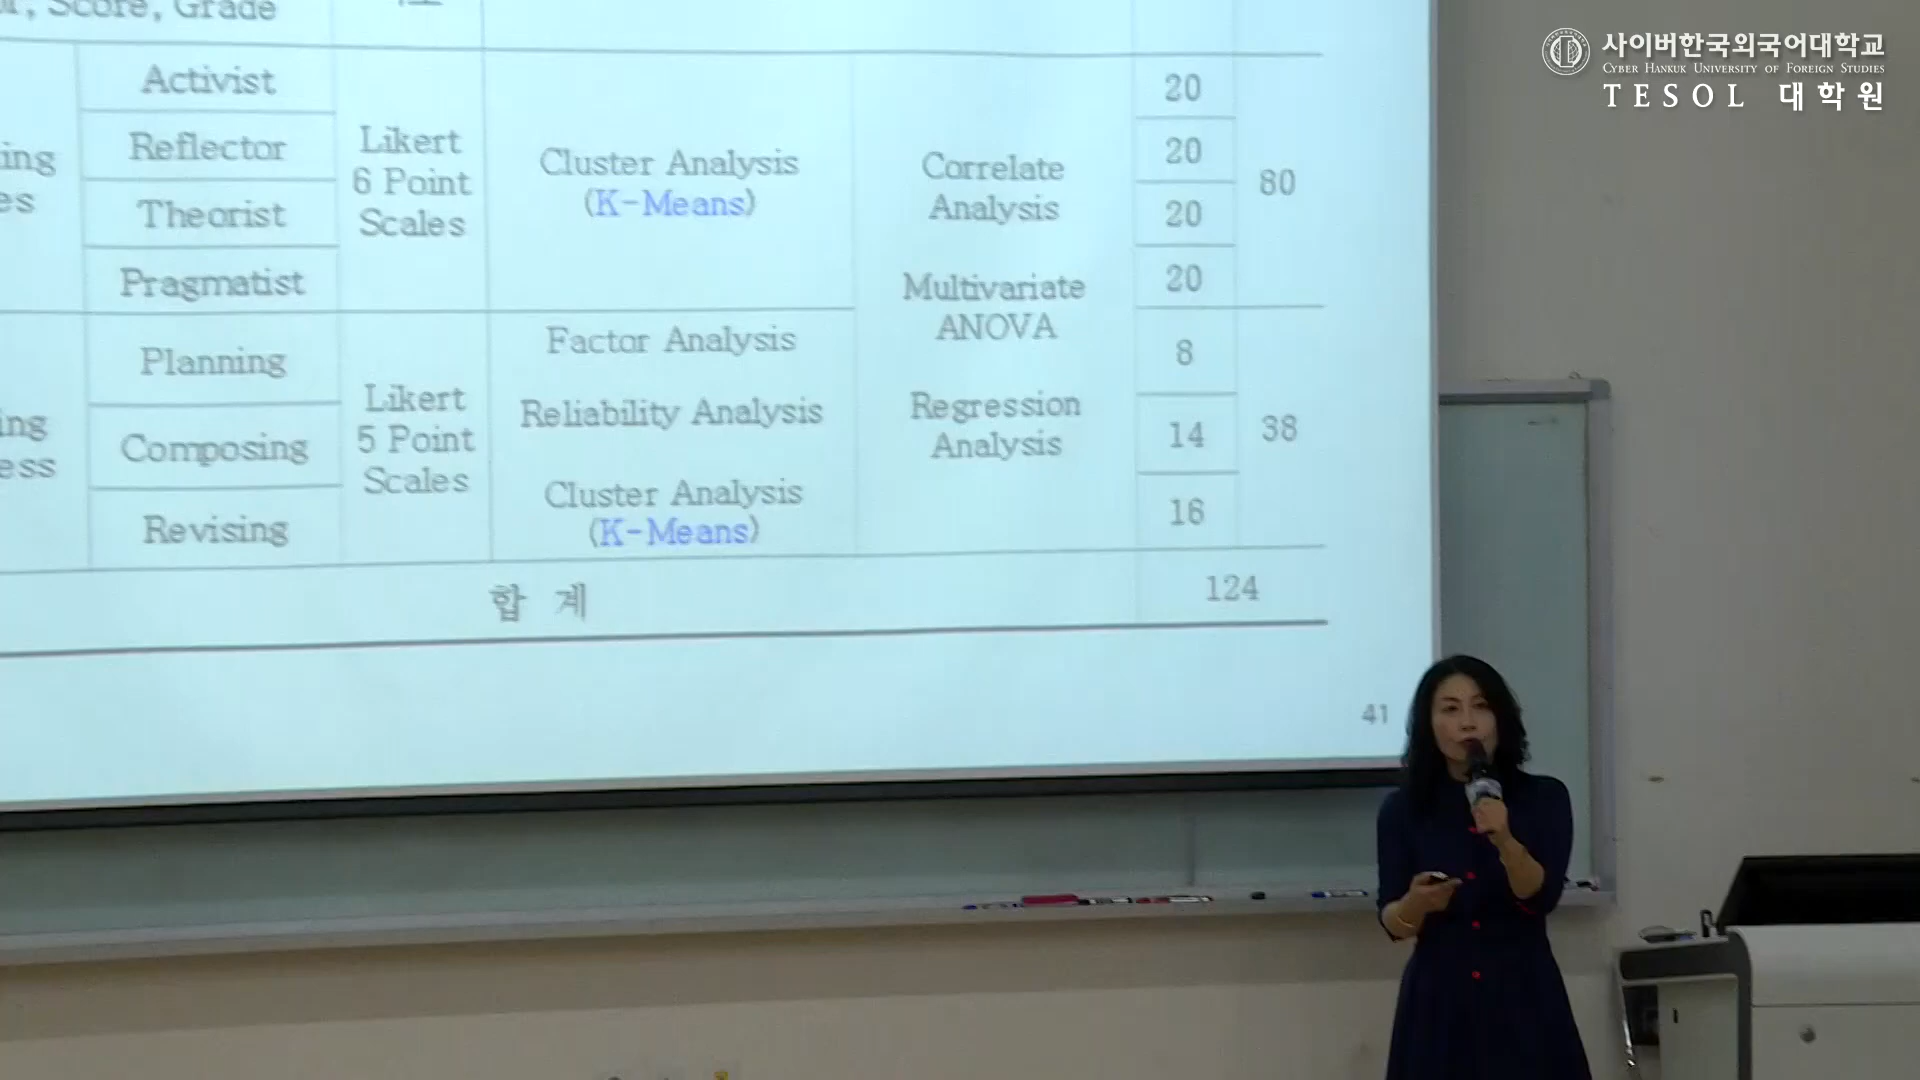 사이버한국외국어대학교
CYBER HANKUK UNIVERSITY OF FOREIGN STUDIES
TESOL 대학원
Score, Grade
Activist
Reflector
Theorist
Pragmatist
Likert
6 Point
Scales
Cluster Analysis
(K-Means)
Correlate
Analysis
Multivariate
ANOVA
Regression
Analysis
20
20
20
20
80
Planning
Composing
Revising
Likert
5 Point
Scales
Factor Analysis
Reliability Analysis
Cluster Analysis
(K-Means)
8
14
16
38
합 계
124
41